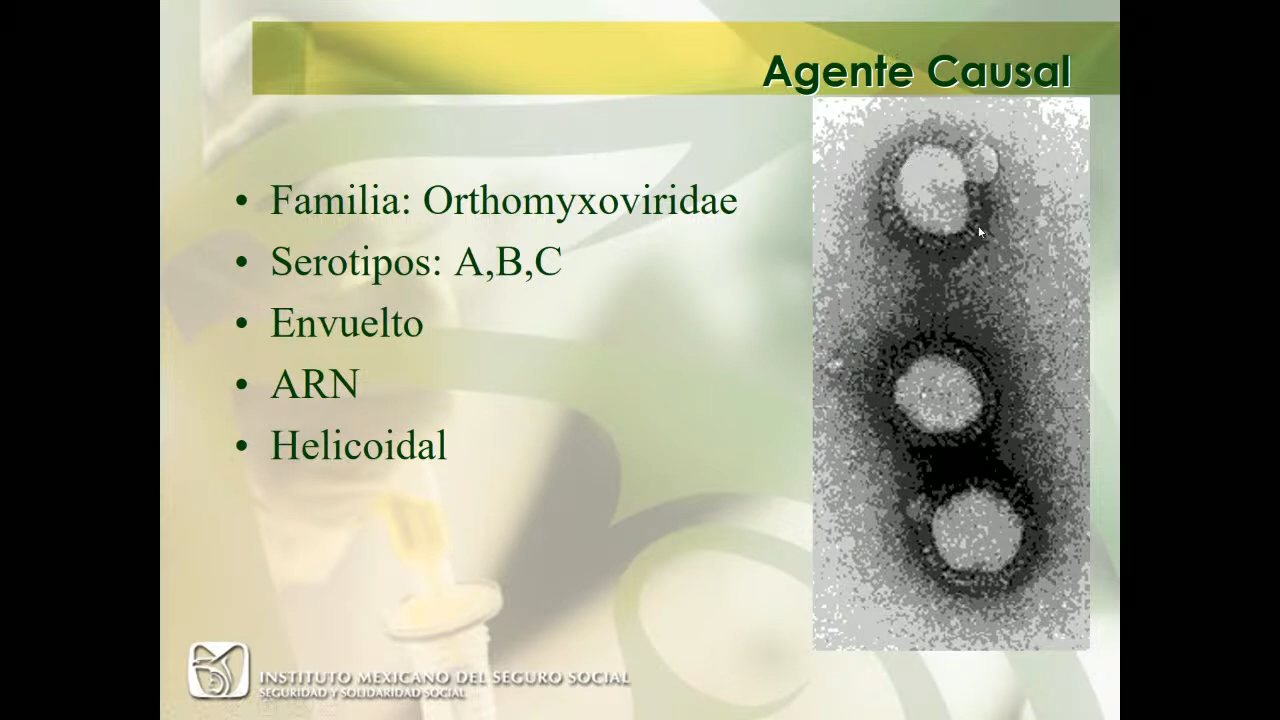 Agente Causal
• Familia: Orthomyxoviridae
• Serotipos: A,B,C
• Envuelto
• ARN
• Helicoidal
INSTITUTO MEXICANO DEL SEGURO SOCIAL
SEGURIDAD Y SOLIDARIDAD SOCIAL